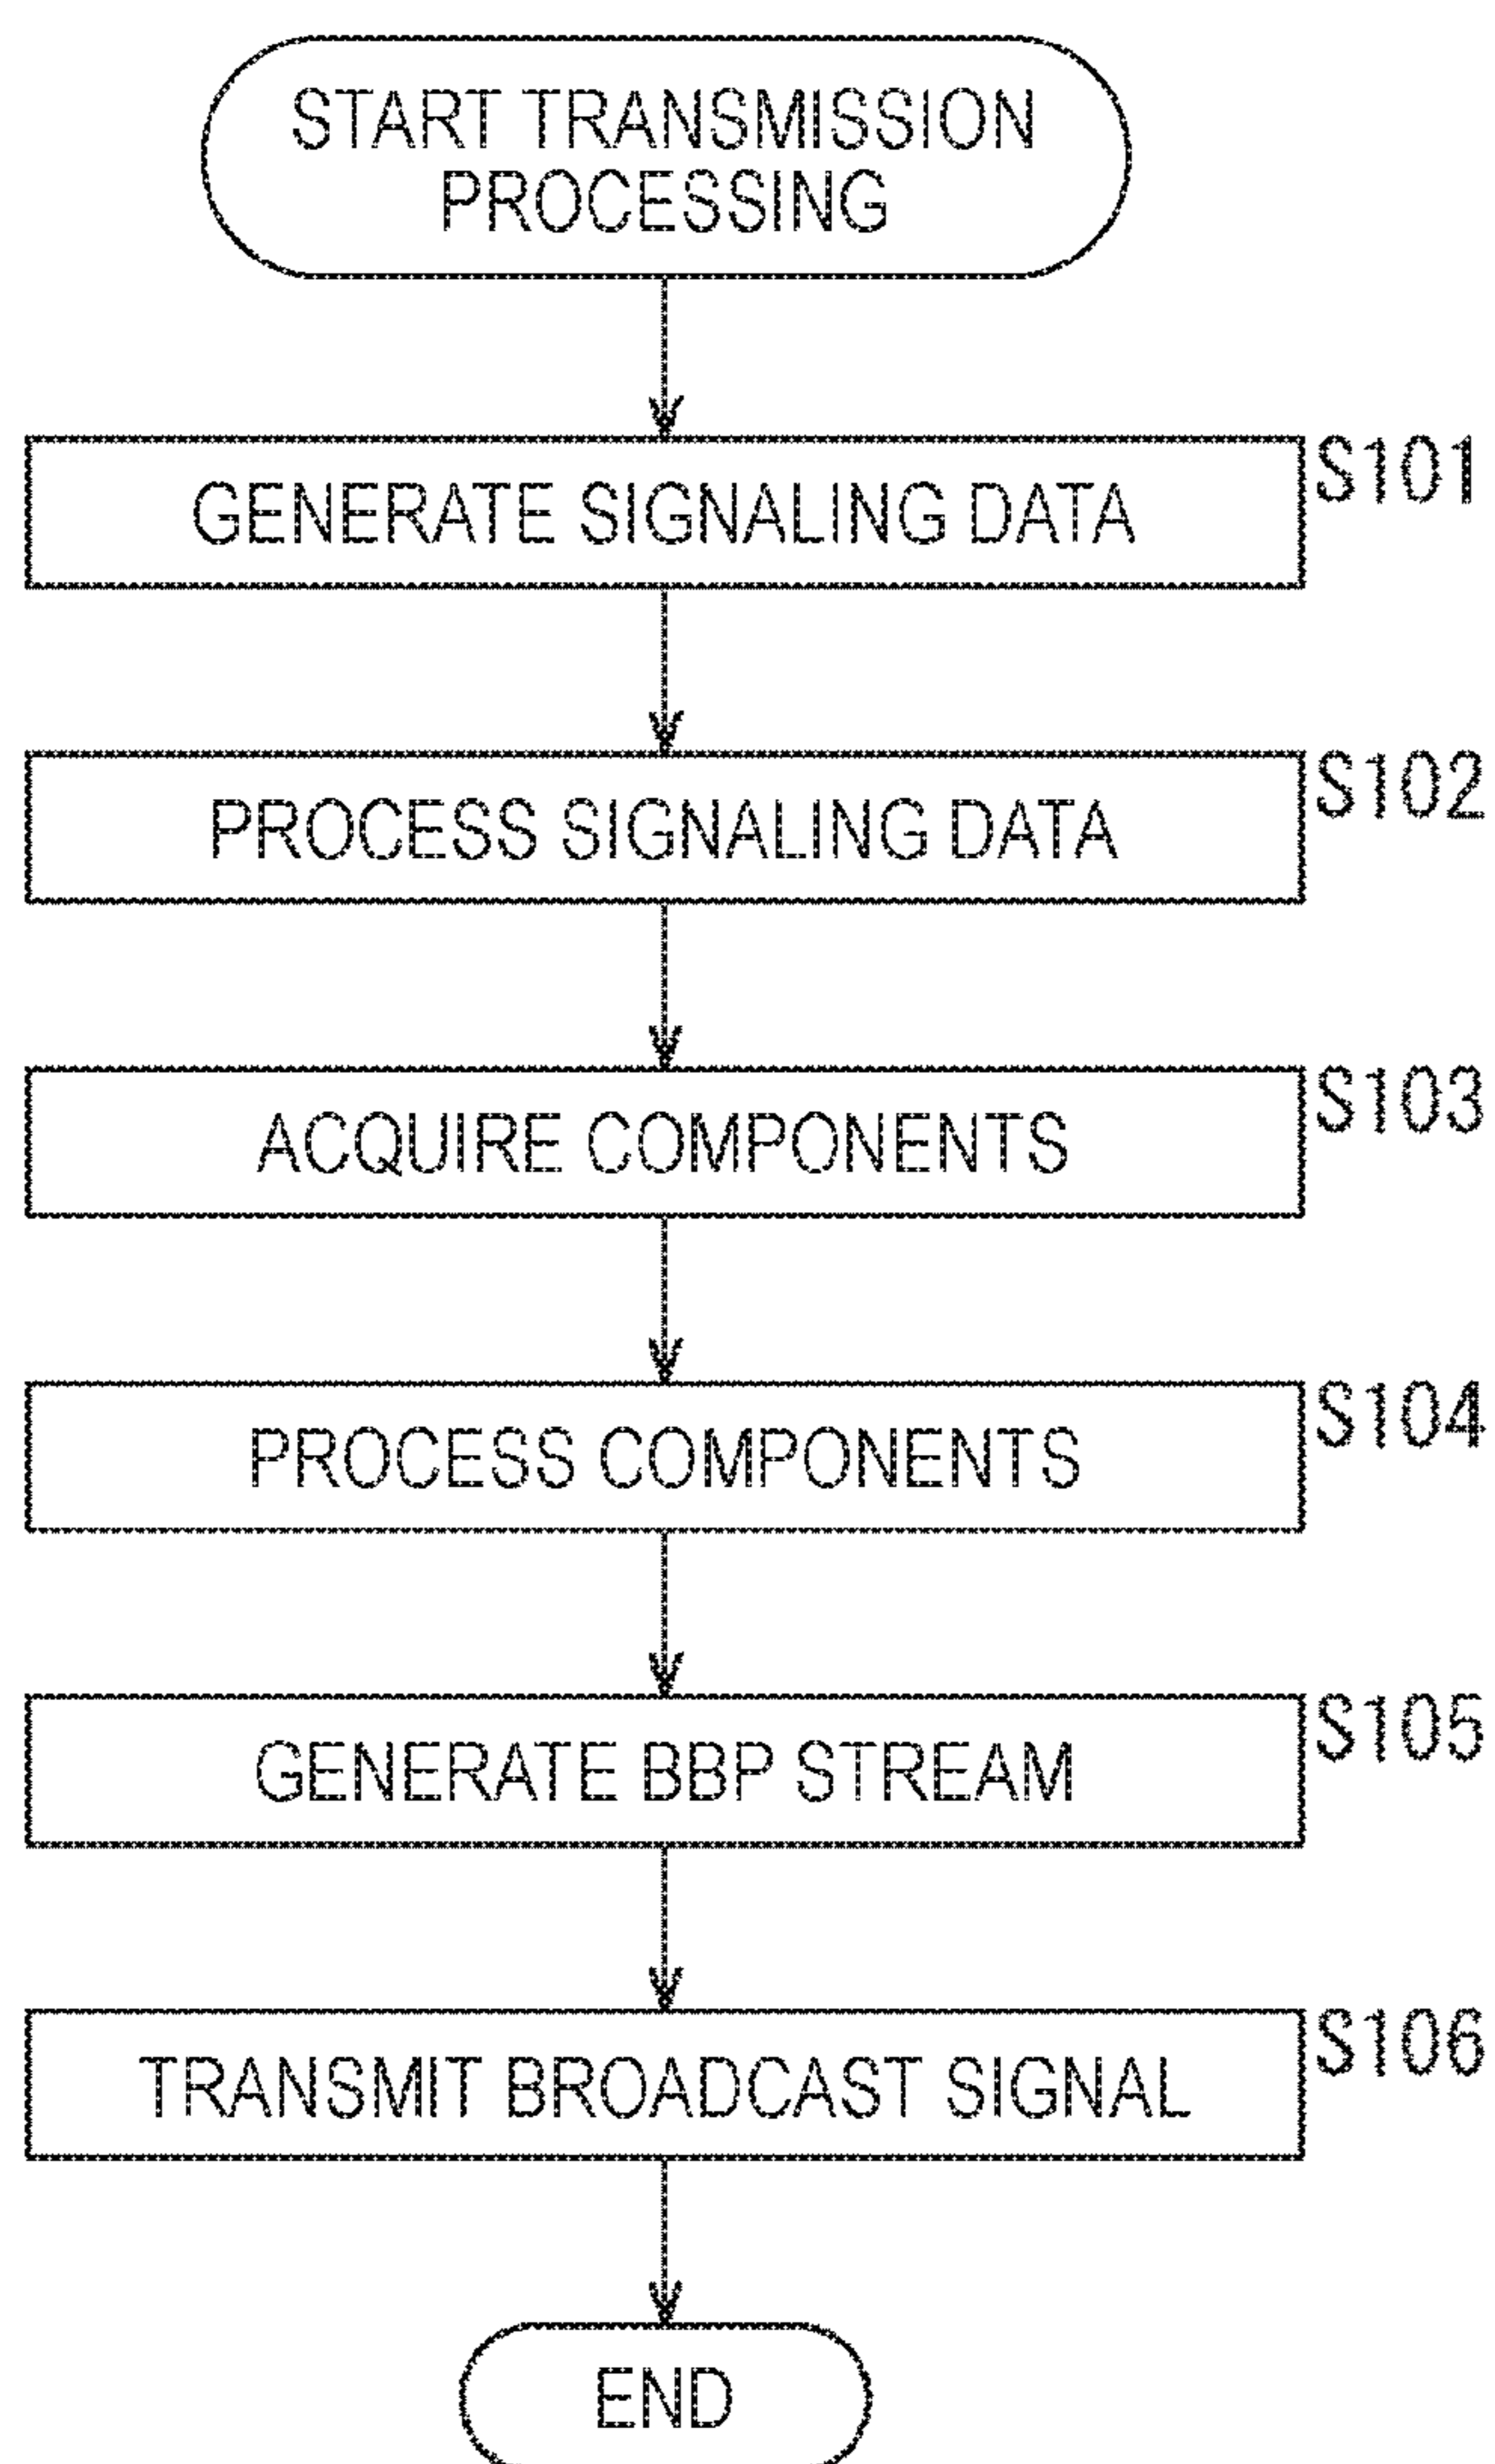 START TRANSMISSION
PROCESSING
GENERATE SIGNALING DATA
S101
PROCESS SIGNALING DATA
S102
ACQUIRE COMPONENTS
S103
PROCESS COMPONENTS
S104
GENERATE BBP STREAM
S105
TRANSMIT BROADCAST SIGNAL
S106
END